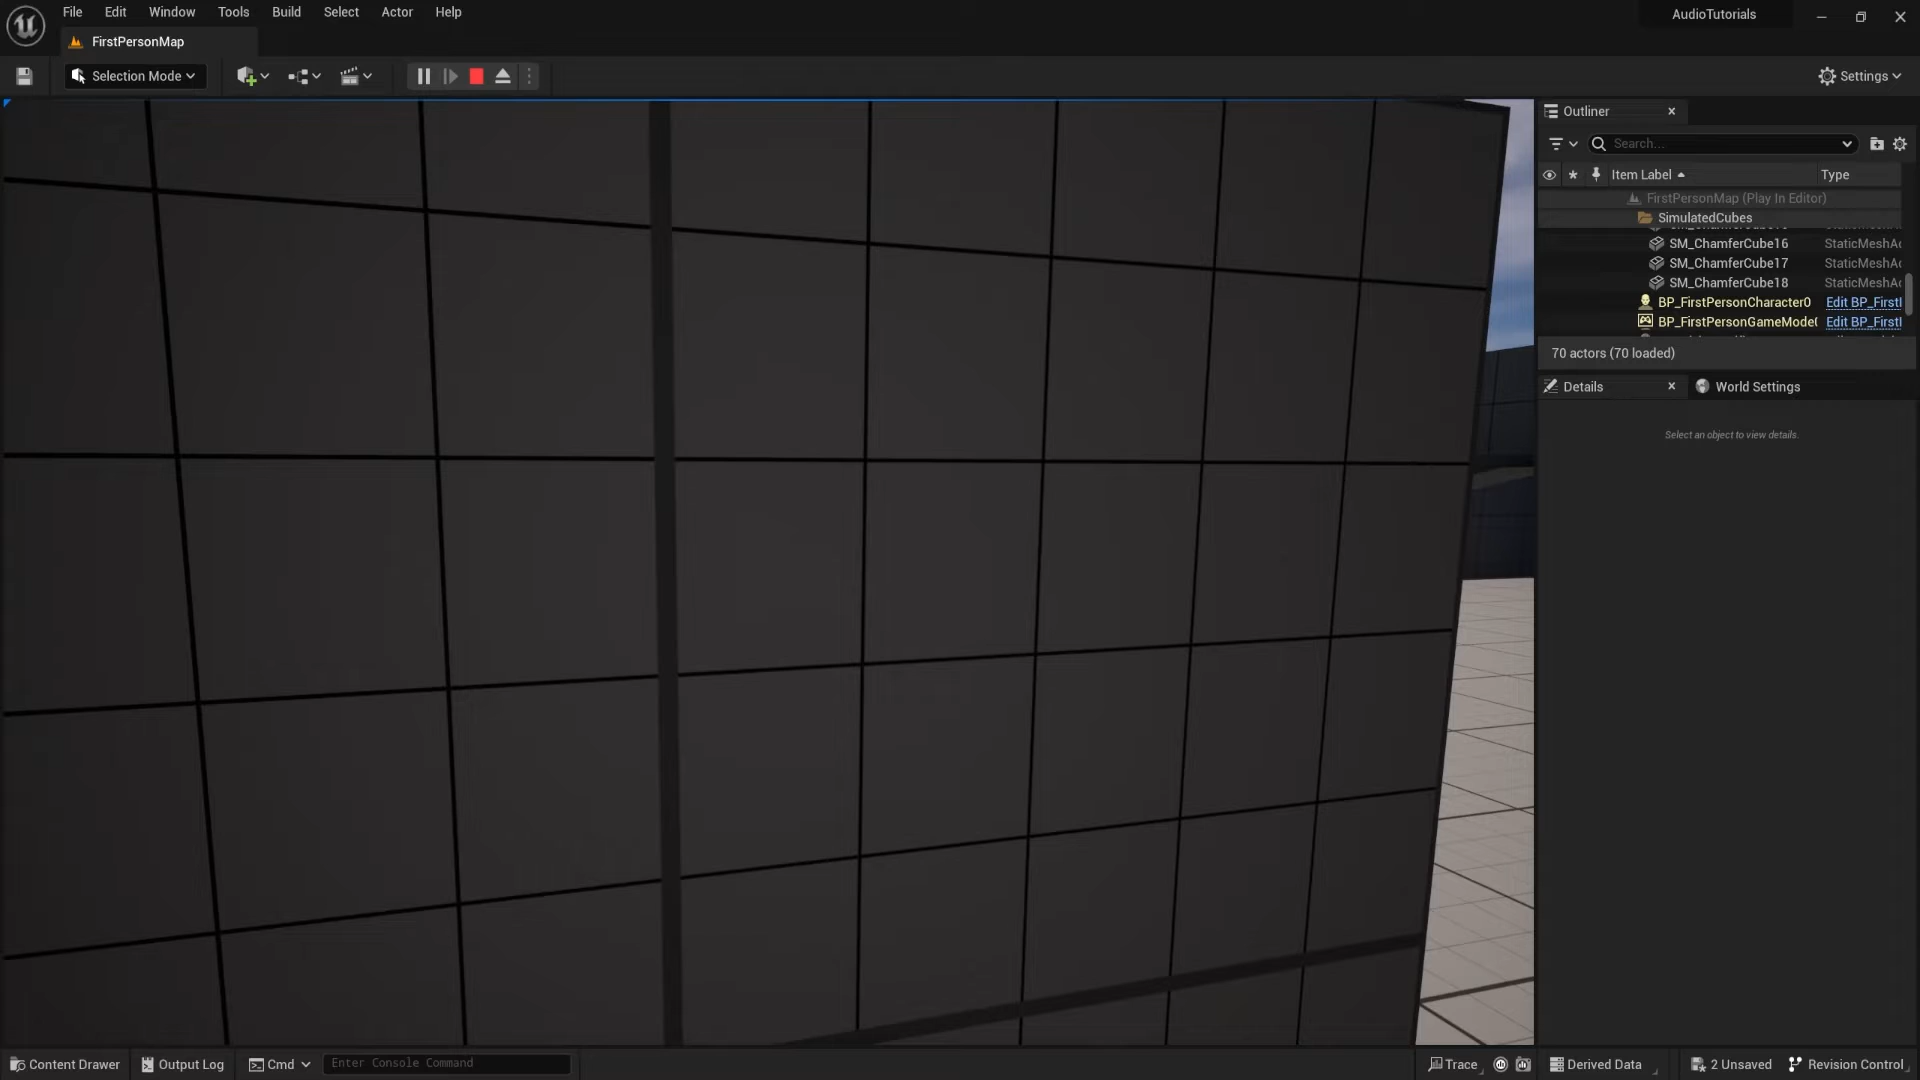 File Edit Window Tools Build Select Actor Help
AudioTutorials
FirstPersonMap
Selection Mode
Settings
Outliner
Search...
Item Label
Type
FirstPersonMap (Play In Editor)
SimulatedCubes
SM_ChamferCube16 StaticMeshAc
SM_ChamferCube17 StaticMeshAc
SM_ChamferCube18 StaticMeshAc
BP_FirstPersonCharacter0 Edit BP_First
BP_FirstPersonGameMode Edit BP_First
70 actors (70 loaded)
Details
World Settings
Select an object to view details.
Content Drawer
Output Log
Cmd
Enter Console Command
Trace
Derived Data
2 Unsaved
Revision Control